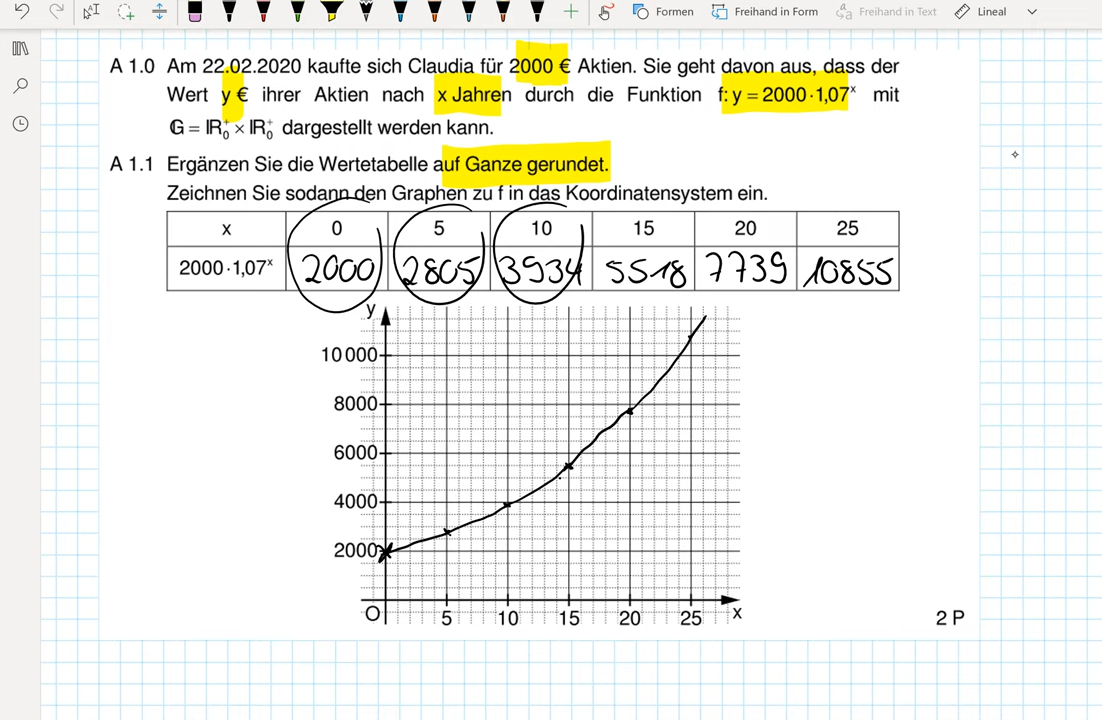 Formen Freihand in Form Freihand in Text Lineal
A 1.0 Am 22.02.2020 kaufte sich Claudia für 2000 € Aktien. Sie geht davon aus, dass der
Wert y € ihrer Aktien nach x Jahren durch die Funktion f: y = 2000 · 1,07ˣ mit
𝔾 = ℝ₀⁺ × ℝ₀⁺ dargestellt werden kann.
A 1.1 Ergänzen Sie die Wertetabelle auf Ganze gerundet.
Zeichnen Sie sodann den Graphen zu f in das Koordinatensystem ein.
x 0 5 10 15 20 25
2000 · 1,07ˣ 2000 2805 3934 5518 7739 10855
y
10 000
8000
6000
4000
2000
O 5 10 15 20 25 x
2 P